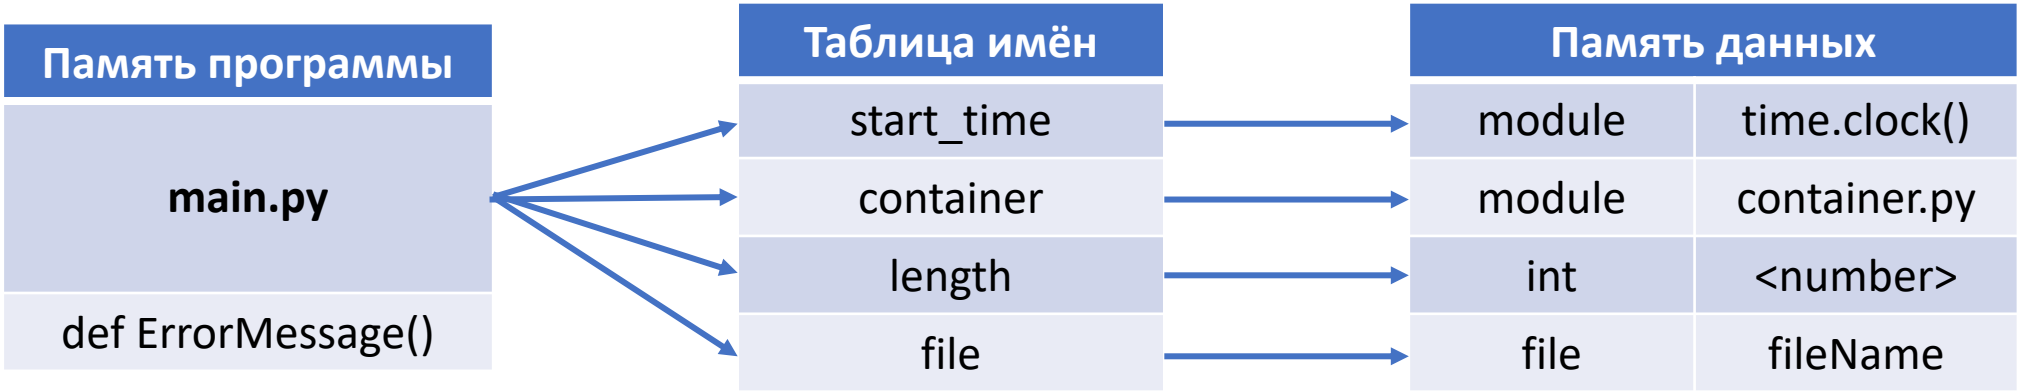 Память программы
main.py
def ErrorMessage()
Таблица имён
start_time
container
length
file
Память данных
module time.clock()
module container.py
int <number>
file fileName